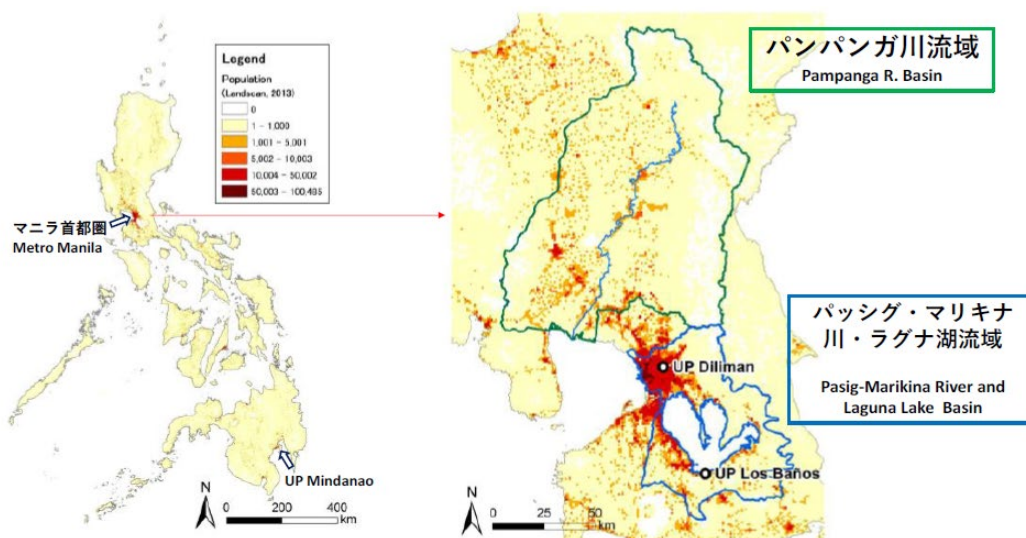 Legend
Population
(Landscan, 2013)
0
1 - 1,000
1,001 - 5,001
5,002 - 10,003
10,004 - 50,002
50,003 - 100,485
マニラ首都圏
Metro Manila
UP Mindanao
N
0 200 400
km
パンパンガ川流域
Pampanga R. Basin
パッシグ・マリキナ
川・ラグナ湖流域
Pasig-Marikina River and
Laguna Lake Basin
UP Diliman
UP Los Baños
N
0 25 50
km